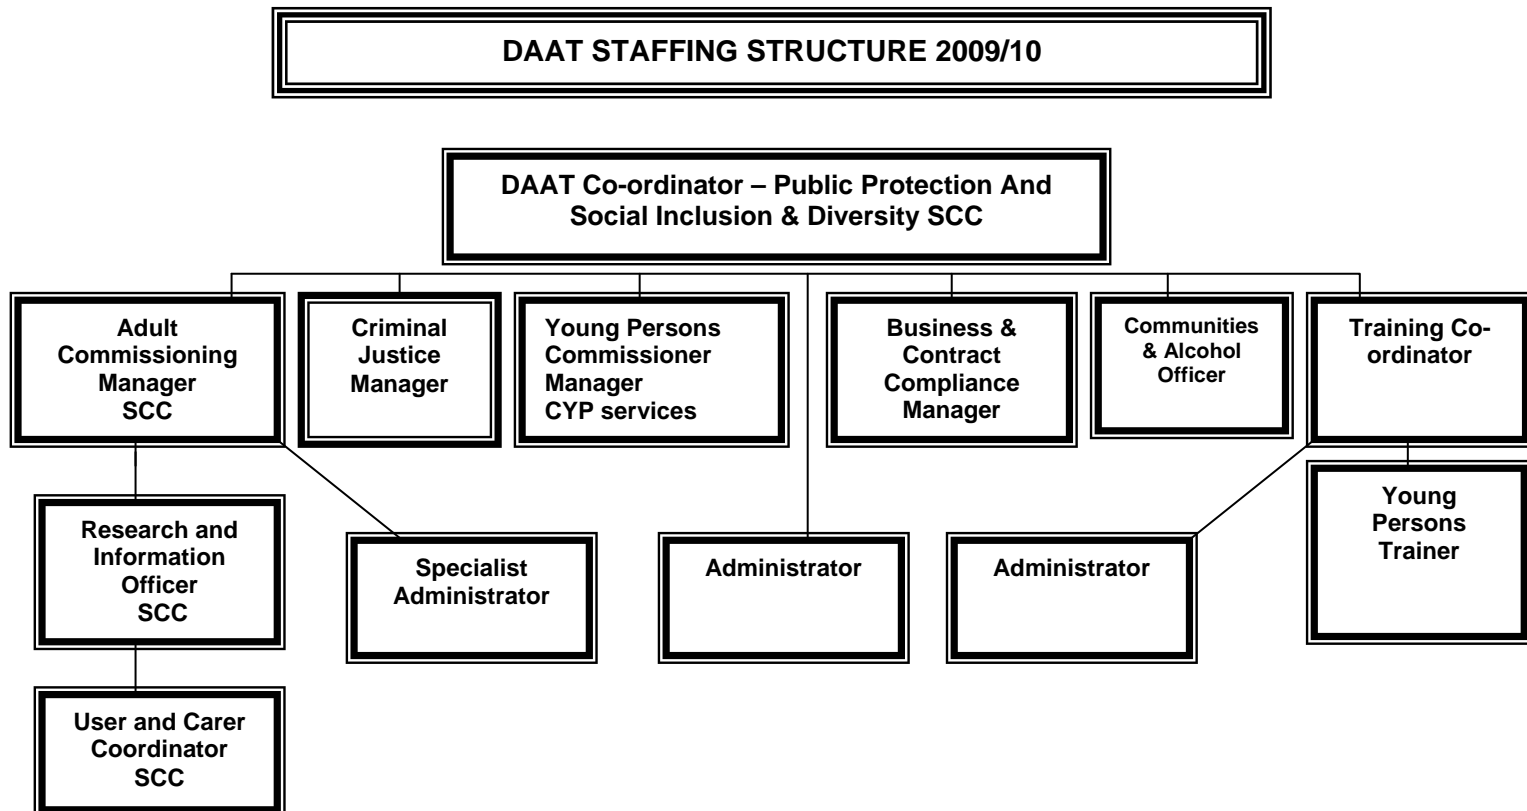 DAAT STAFFING STRUCTURE 2009/10
DAAT Co-ordinator – Public Protection And
Social Inclusion & Diversity SCC
Adult
Commissioning
Manager
SCC
Criminal
Justice
Manager
Young Persons
Commissioner
Manager
CYP services
Business &
Contract
Compliance
Manager
Communities
& Alcohol
Officer
Training Co-
ordinator
Research and
Information
Officer
SCC
Specialist
Administrator
Administrator
Administrator
Young
Persons
Trainer
User and Carer
Coordinator
SCC